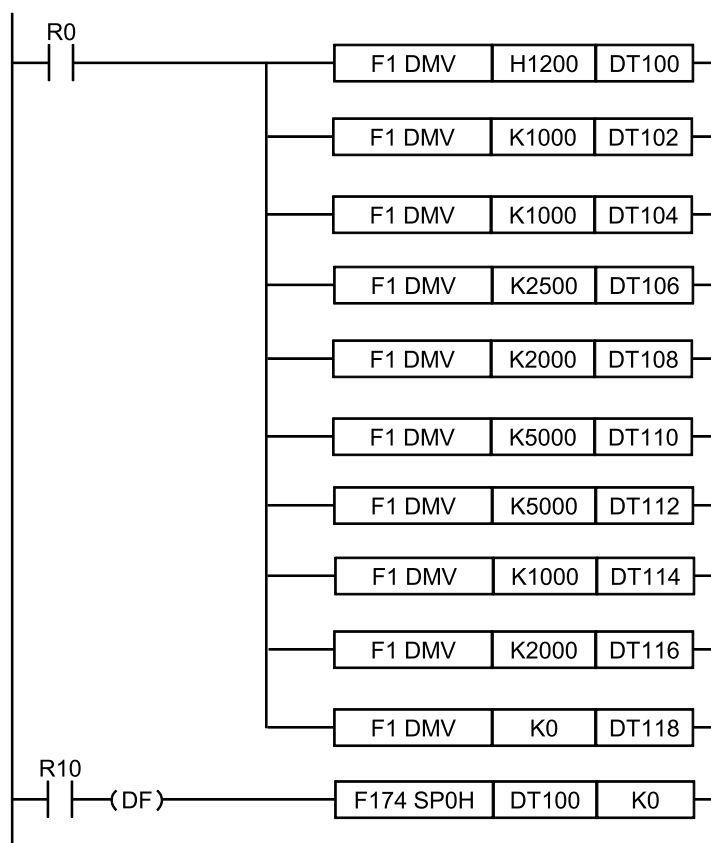 R0
F1 DMV H1200 DT100
F1 DMV K1000 DT102
F1 DMV K1000 DT104
F1 DMV K2500 DT106
F1 DMV K2000 DT108
F1 DMV K5000 DT110
F1 DMV K5000 DT112
F1 DMV K1000 DT114
F1 DMV K2000 DT116
F1 DMV K0 DT118
R10
(DF) F174 SP0H DT100 K0